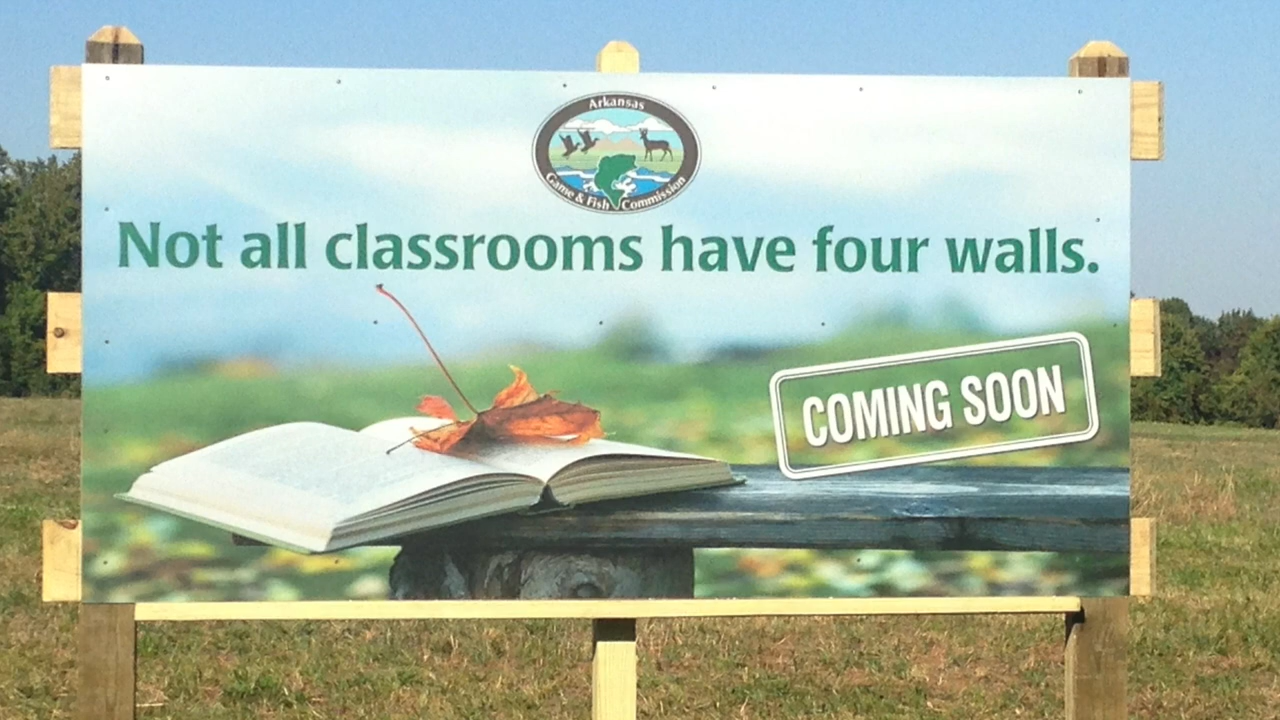 Arkansas
Game & Fish Commission
Not all classrooms have four walls.
COMING SOON